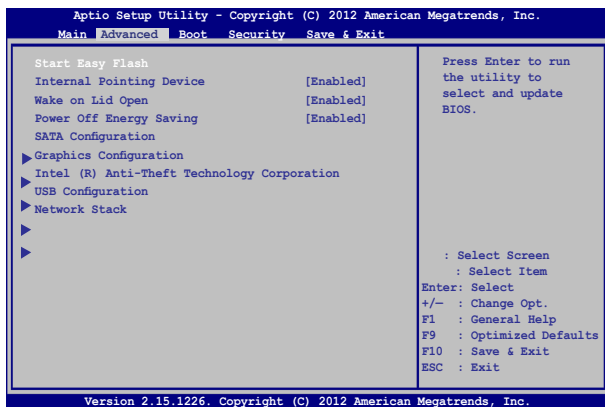 Aptio Setup Utility - Copyright (C) 2012 American Megatrends, Inc.
Main Advanced Boot Security Save & Exit
Start Easy Flash
Internal Pointing Device [Enabled]
Wake on Lid Open [Enabled]
Power Off Energy Saving [Enabled]
SATA Configuration
Graphics Configuration
Intel (R) Anti-Theft Technology Corporation
USB Configuration
Network Stack
Press Enter to run
the utility to
select and update
BIOS.
: Select Screen
: Select Item
Enter: Select
+/— : Change Opt.
F1 : General Help
F9 : Optimized Defaults
F10 : Save & Exit
ESC : Exit
Version 2.15.1226. Copyright (C) 2012 American Megatrends, Inc.